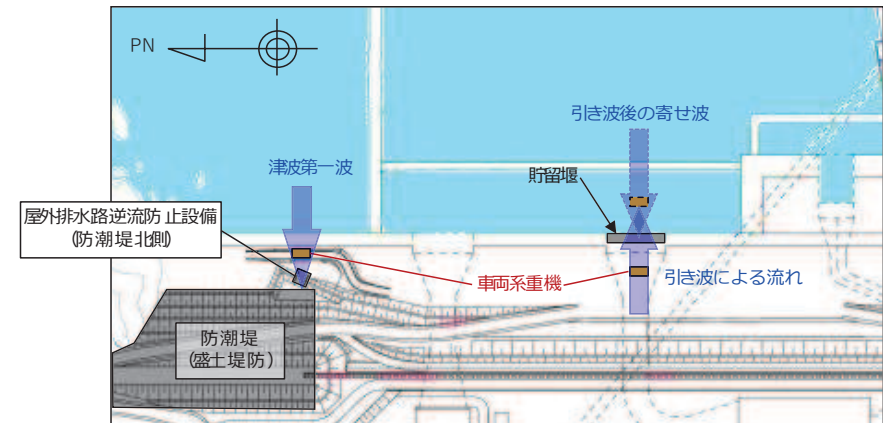 PN
引き波後の寄せ波
津波第一波
貯留堰
屋外排水路逆流防止設備
(防潮堤北側)
車両系重機
引き波による流れ
防潮堤
(盛土堤防)